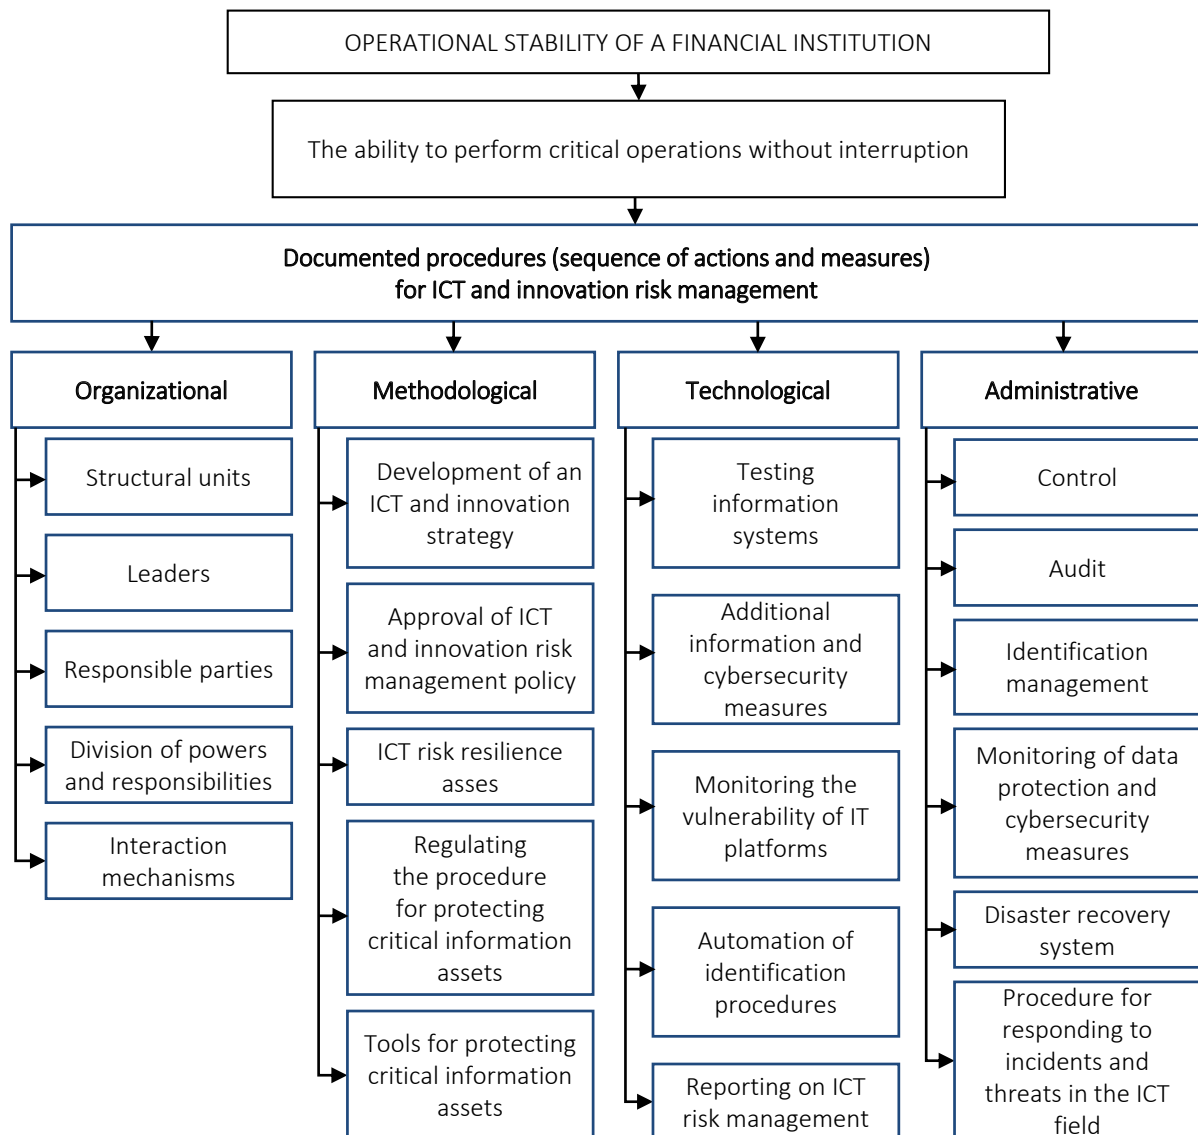 OPERATIONAL STABILITY OF A FINANCIAL INSTITUTION
The ability to perform critical operations without interruption
Documented procedures (sequence of actions and measures)
for ICT and innovation risk management
Organizational
Structural units
Leaders
Responsible parties
Division of powers
and responsibilities
Interaction
mechanisms
Methodological
Development of an
ICT and innovation
strategy
Approval of ICT
and innovation risk
management policy
ICT risk resilience
asses
Regulating
the procedure
for protecting
critical information
assets
Tools for protecting
critical information
assets
Technological
Testing
information
systems
Additional
information and
cybersecurity
measures
Monitoring the
vulnerability of IT
platforms
Automation of
identification
procedures
Reporting on ICT
risk management
Administrative
Control
Audit
Identification
management
Monitoring of data
protection and
cybersecurity
measures
Disaster recovery
system
Procedure for
responding to
incidents and
threats in the ICT
field